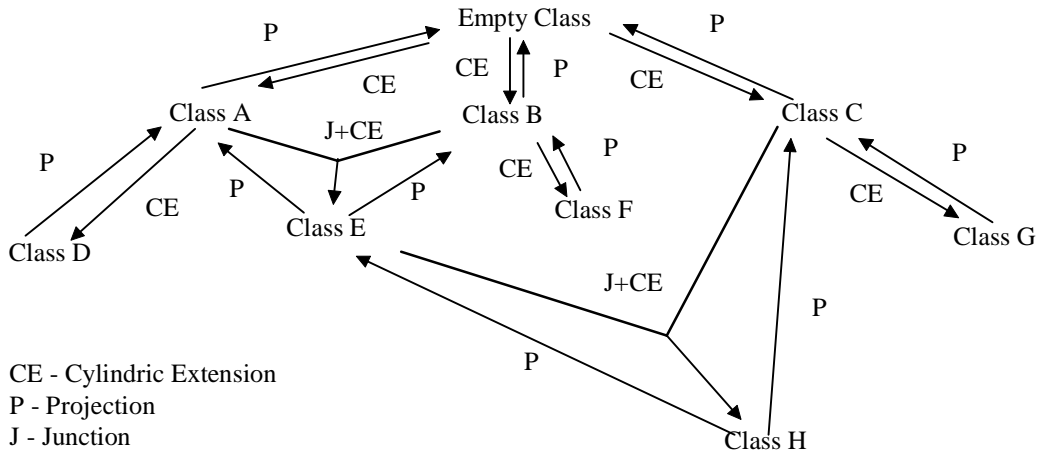 Empty Class
P
P
CE
CE
P
CE
Class A
Class B
Class C
J+CE
P
P
P
CE
P
CE
CE
Class F
Class E
Class D
Class G
J+CE
P
P
CE - Cylindric Extension
P - Projection
J - Junction
Class H